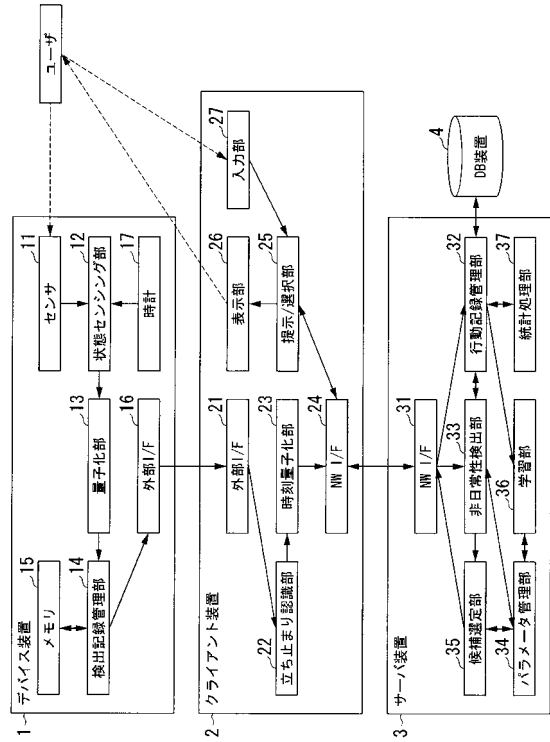 ユーザ
1
デバイス装置
15
メモリ
14
検出記録管理部
13
量子化部
16
外部I/F
11
センサ
12
状態センシング部
17
時計
2
クライアント装置
21
外部I/F
22
立ち止まり認識部
23
時刻量子化部
24
NW I/F
26
表示部
25
提示/選択部
27
入力部
3
サーバ装置
31
NW I/F
35
候補選定部
33
非日常性検出部
32
行動記録管理部
34
パラメータ管理部
36
学習部
37
統計処理部
4
DB装置